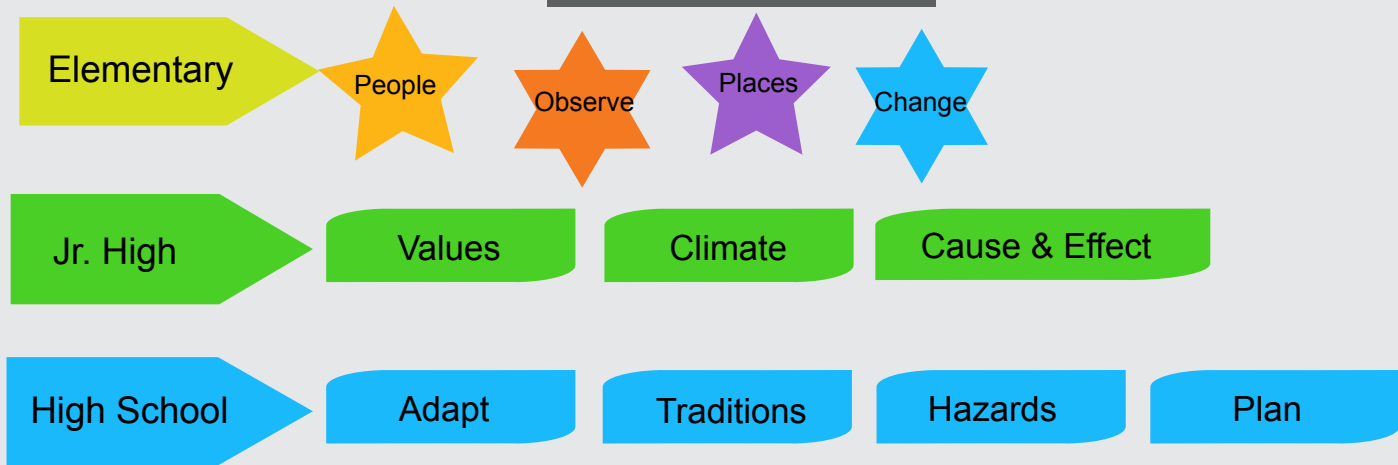 Elementary
People
Observe
Places
Change
Jr. High
Values
Climate
Cause & Effect
High School
Adapt
Traditions
Hazards
Plan